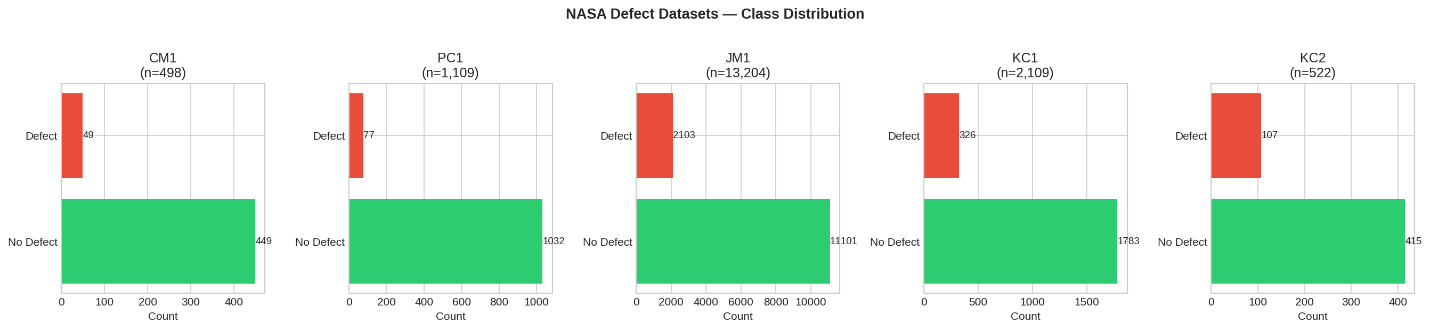 NASA Defect Datasets — Class Distribution
CM1
(n=498)
Defect
49
No Defect
449
0 100 200 300 400
Count
PC1
(n=1,109)
Defect
77
No Defect
1032
0 200 400 600 800 1000
Count
JM1
(n=13,204)
Defect
2103
No Defect
11101
0 2000 4000 6000 8000 10000
Count
KC1
(n=2,109)
Defect
326
No Defect
1783
0 500 1000 1500
Count
KC2
(n=522)
Defect
107
No Defect
415
0 100 200 300 400
Count